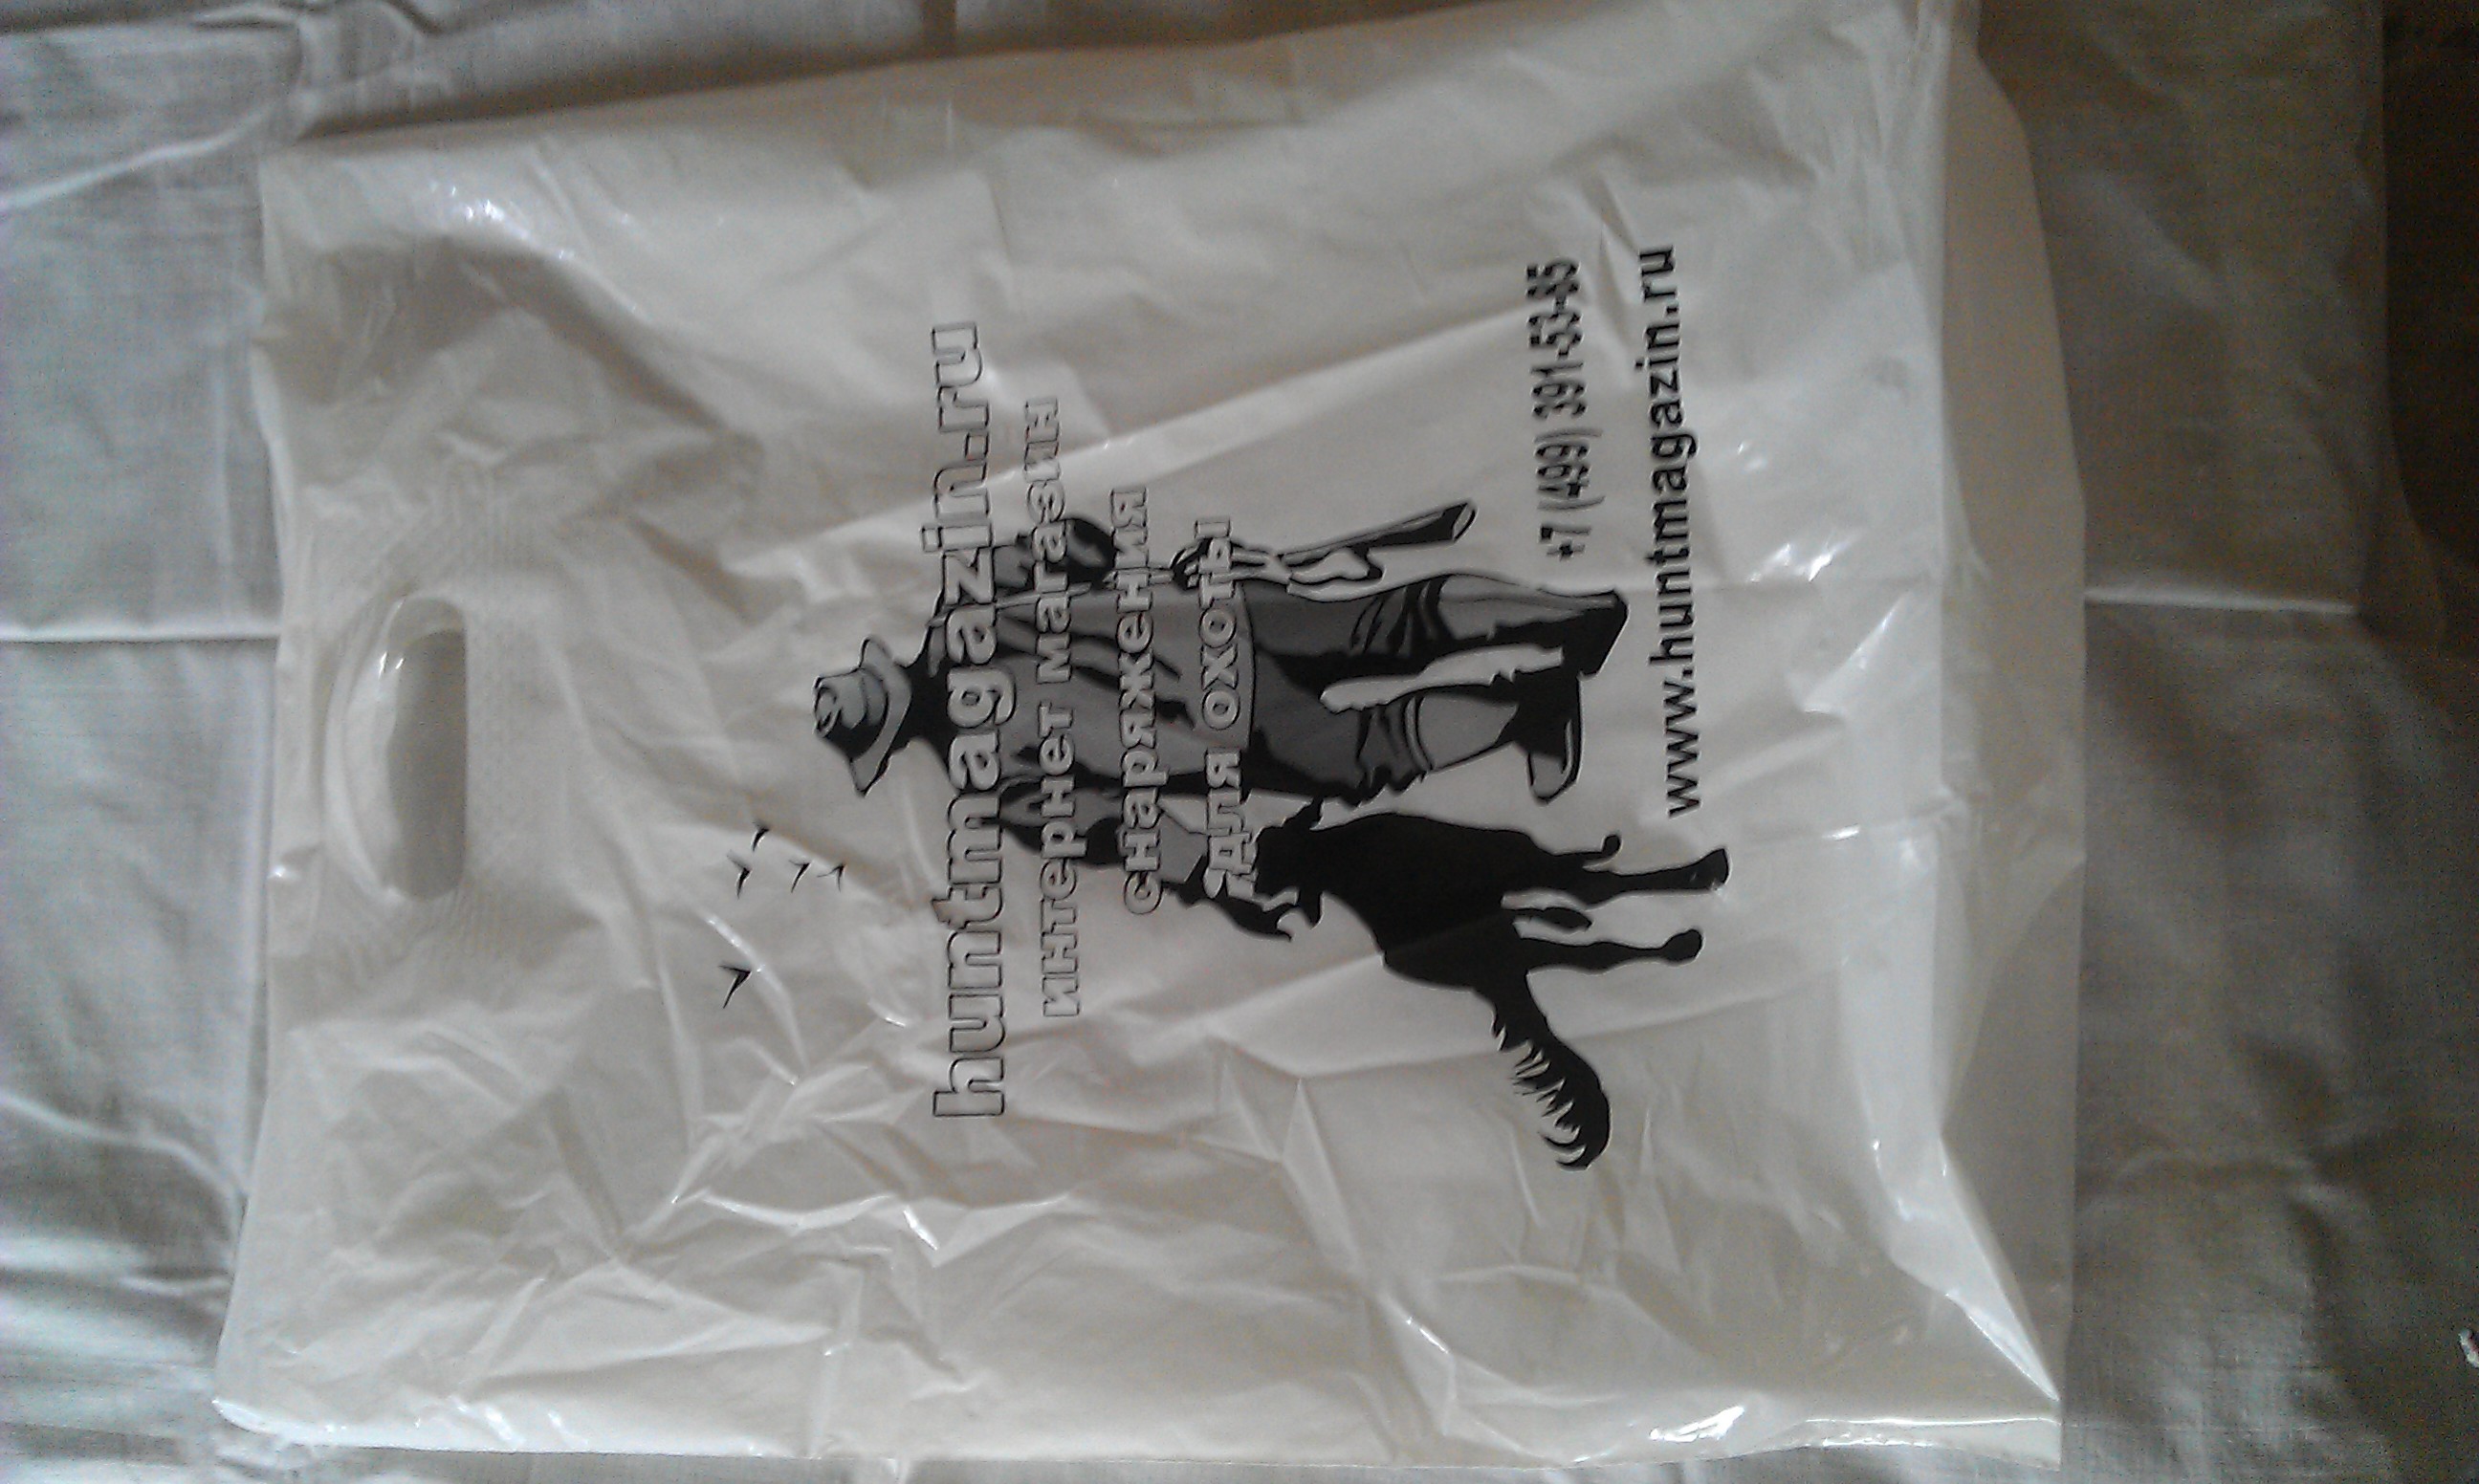 huntmagazin.ru
интернет магазин
снаряжения
для охоты
+7 (499) 391-53-85
www.huntmagazin.ru